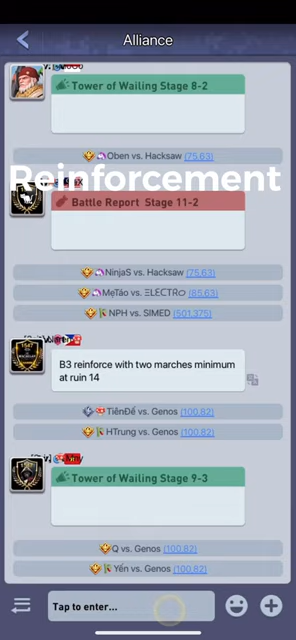 Alliance
Tower of Wailing Stage 8-2
Oben vs. Hacksaw (75.63)
Reinforcement
Battle Report Stage 11-2
NinjaS vs. Hacksaw (75.63)
MęTáo vs. ΞLECTRO (85.63)
NPH vs. SIMED (501.375)
B3 reinforce with two marches minimum
at ruin 14
TiênĐế vs. Genos (100.82)
HTrung vs. Genos (100.82)
Tower of Wailing Stage 9-3
Q vs. Genos (100.82)
Yến vs. Genos (100.82)
Tap to enter...